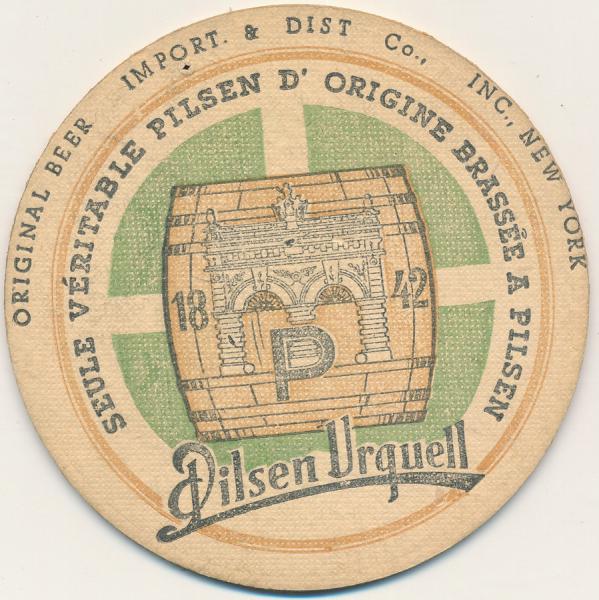 ORIGINAL BEER IMPORT. & DIST Co., INC., NEW YORK
SEULE VÉRITABLE PILSEN D' ORIGINE BRASSÉE A PILSEN
18 42
P
Pilsen Urquell